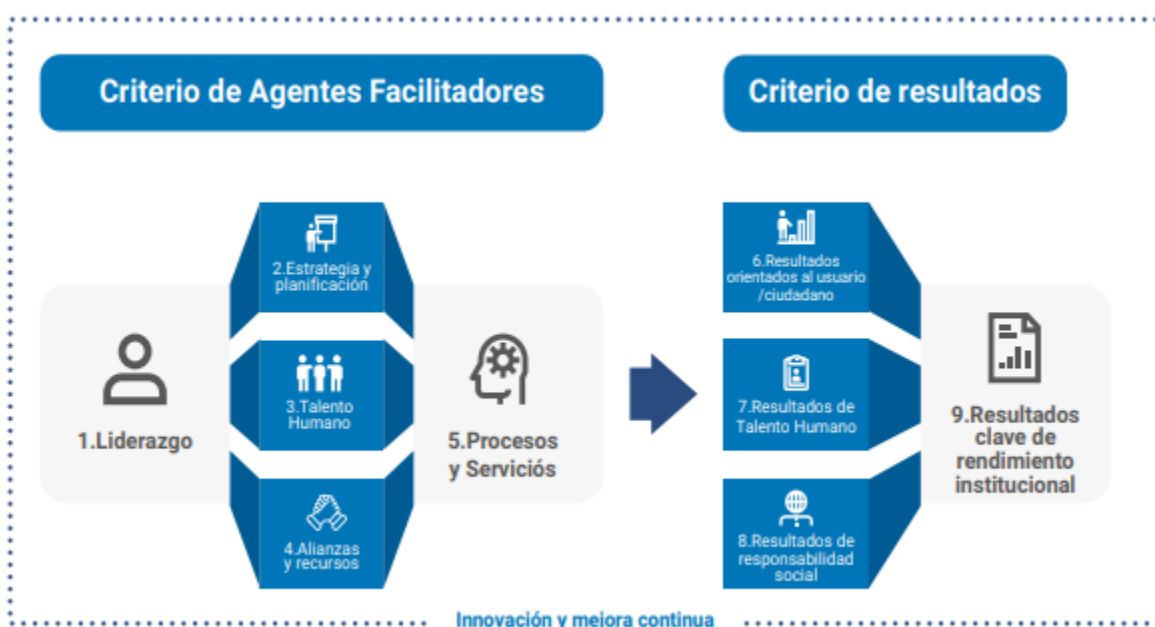 Criterio de Agentes Facilitadores
Criterio de resultados
1.Liderazgo
2.Estrategia y
planificación
3.Talento
Humano
4.Alianzas
y recursos
5.Procesos
y Serviciós
6.Resultados
orientados al usuario
/ciudadano
7.Resultados de
Talento Humano
8.Resultados de
responsabilidad
social
9.Resultados
clave de
rendimiento
institucional
Innovación y mejora continua